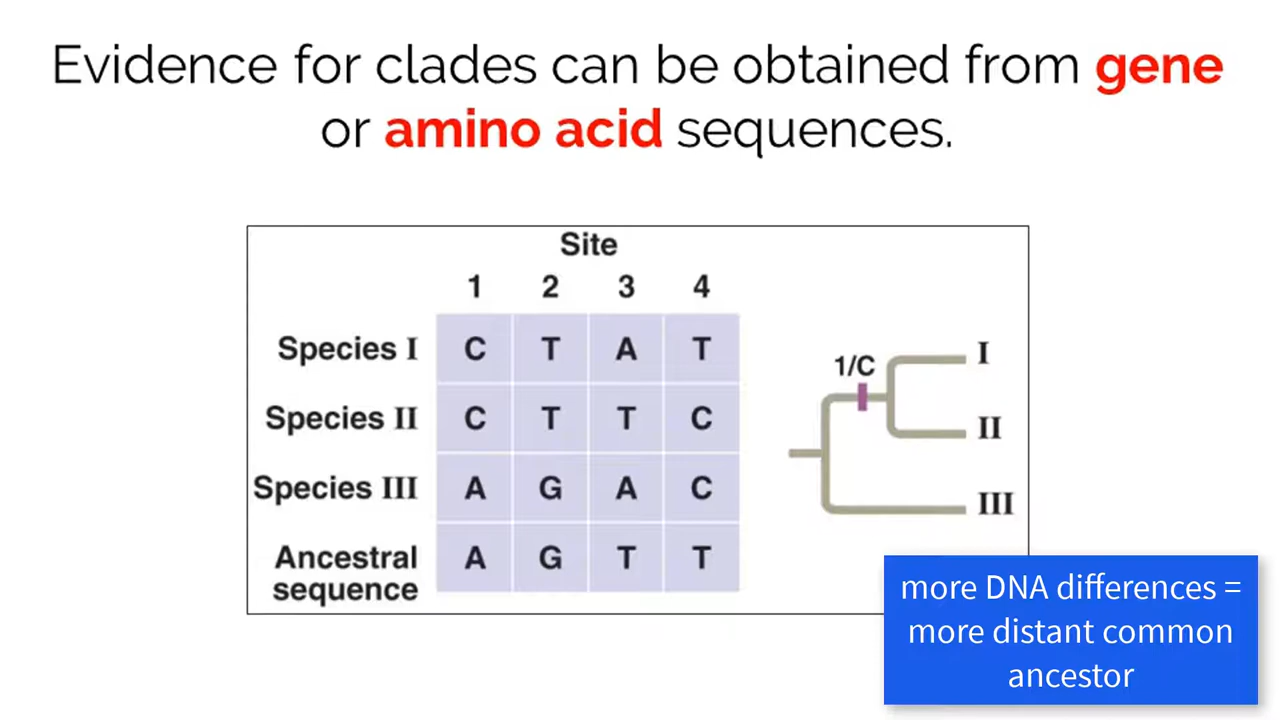 Evidence for clades can be obtained from gene
or amino acid sequences.
Site
1 2 3 4
Species I C T A T
Species II C T T C
Species III A G A C
Ancestral
sequence A G T T
1/C
I
II
III
more DNA differences =
more distant common
ancestor